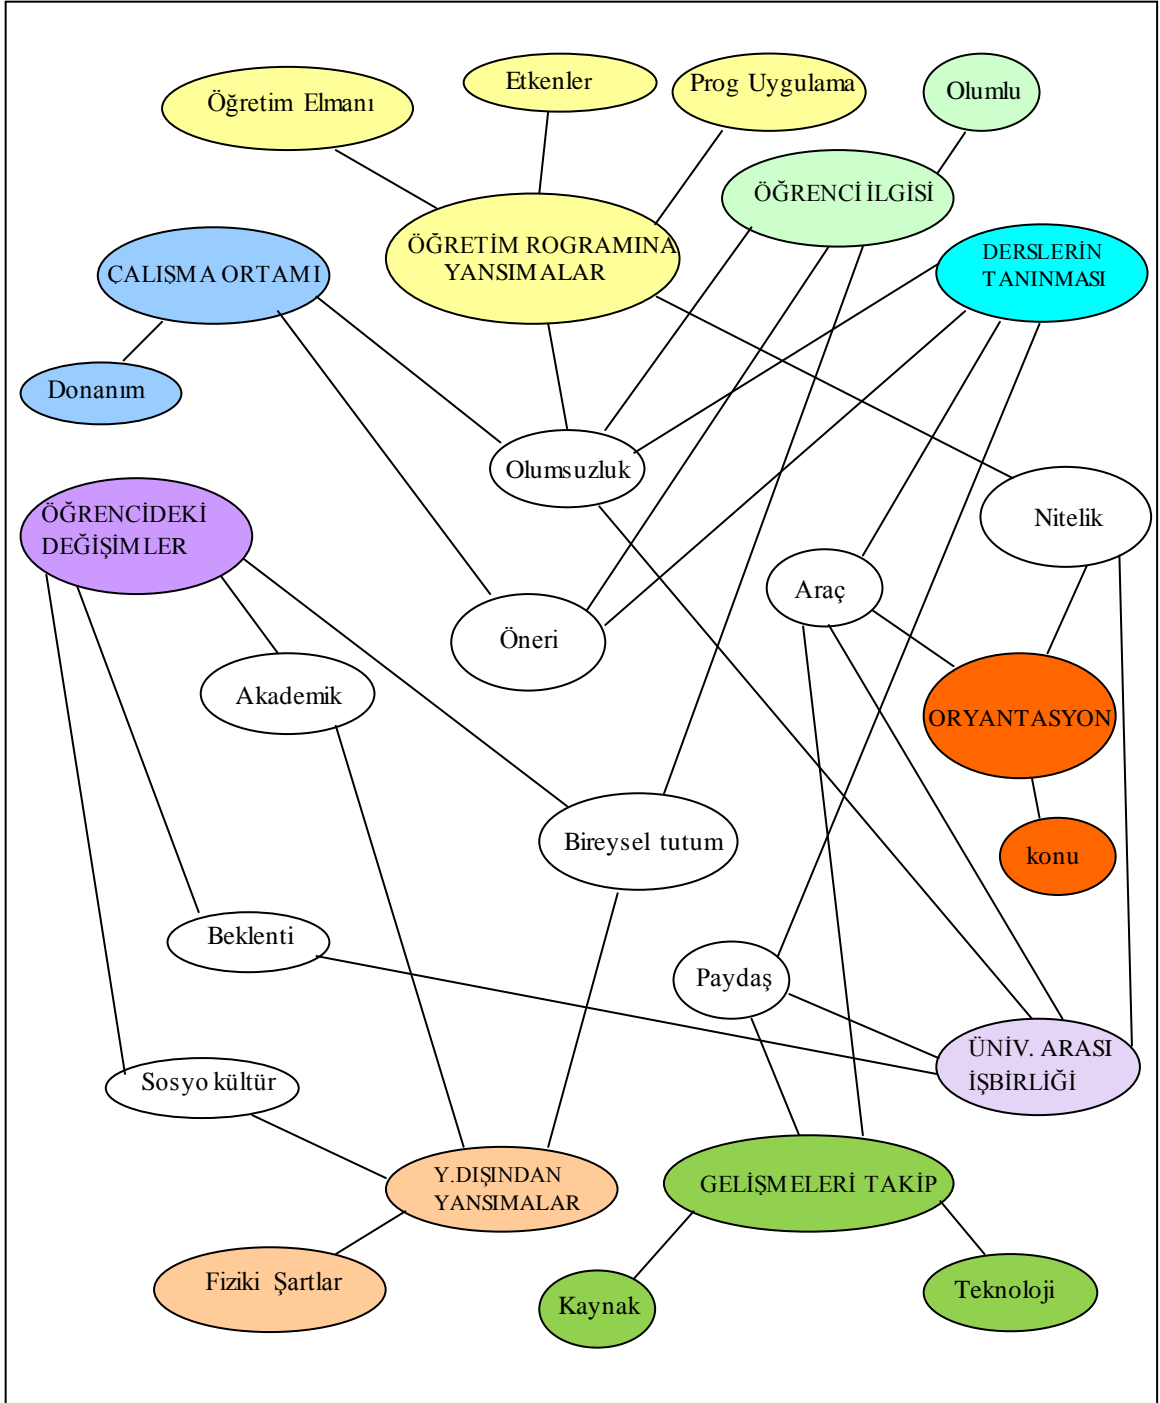 Etkenler
Prog Uygulama
Öğretim Elmanı
Olumlu
ÖĞRENCİ İLGİSİ
ÖĞRETİM ROGRAMINA
YANSIMALAR
DERSLERİN
TANINMASI
ÇALIŞMA ORTAMI
Donanım
Olumsuzluk
ÖĞRENCİDEKİ
DEĞİŞİMLER
Nitelik
Araç
Öneri
Akademik
ORYANTASYON
Bireysel tutum
konu
Beklenti
Paydaş
ÜNİV. ARASI
İŞBİRLİĞİ
Sosyo kültür
Y.DIŞINDAN
YANSIMALAR
GELİŞMELERİ TAKİP
Fiziki Şartlar
Kaynak
Teknoloji